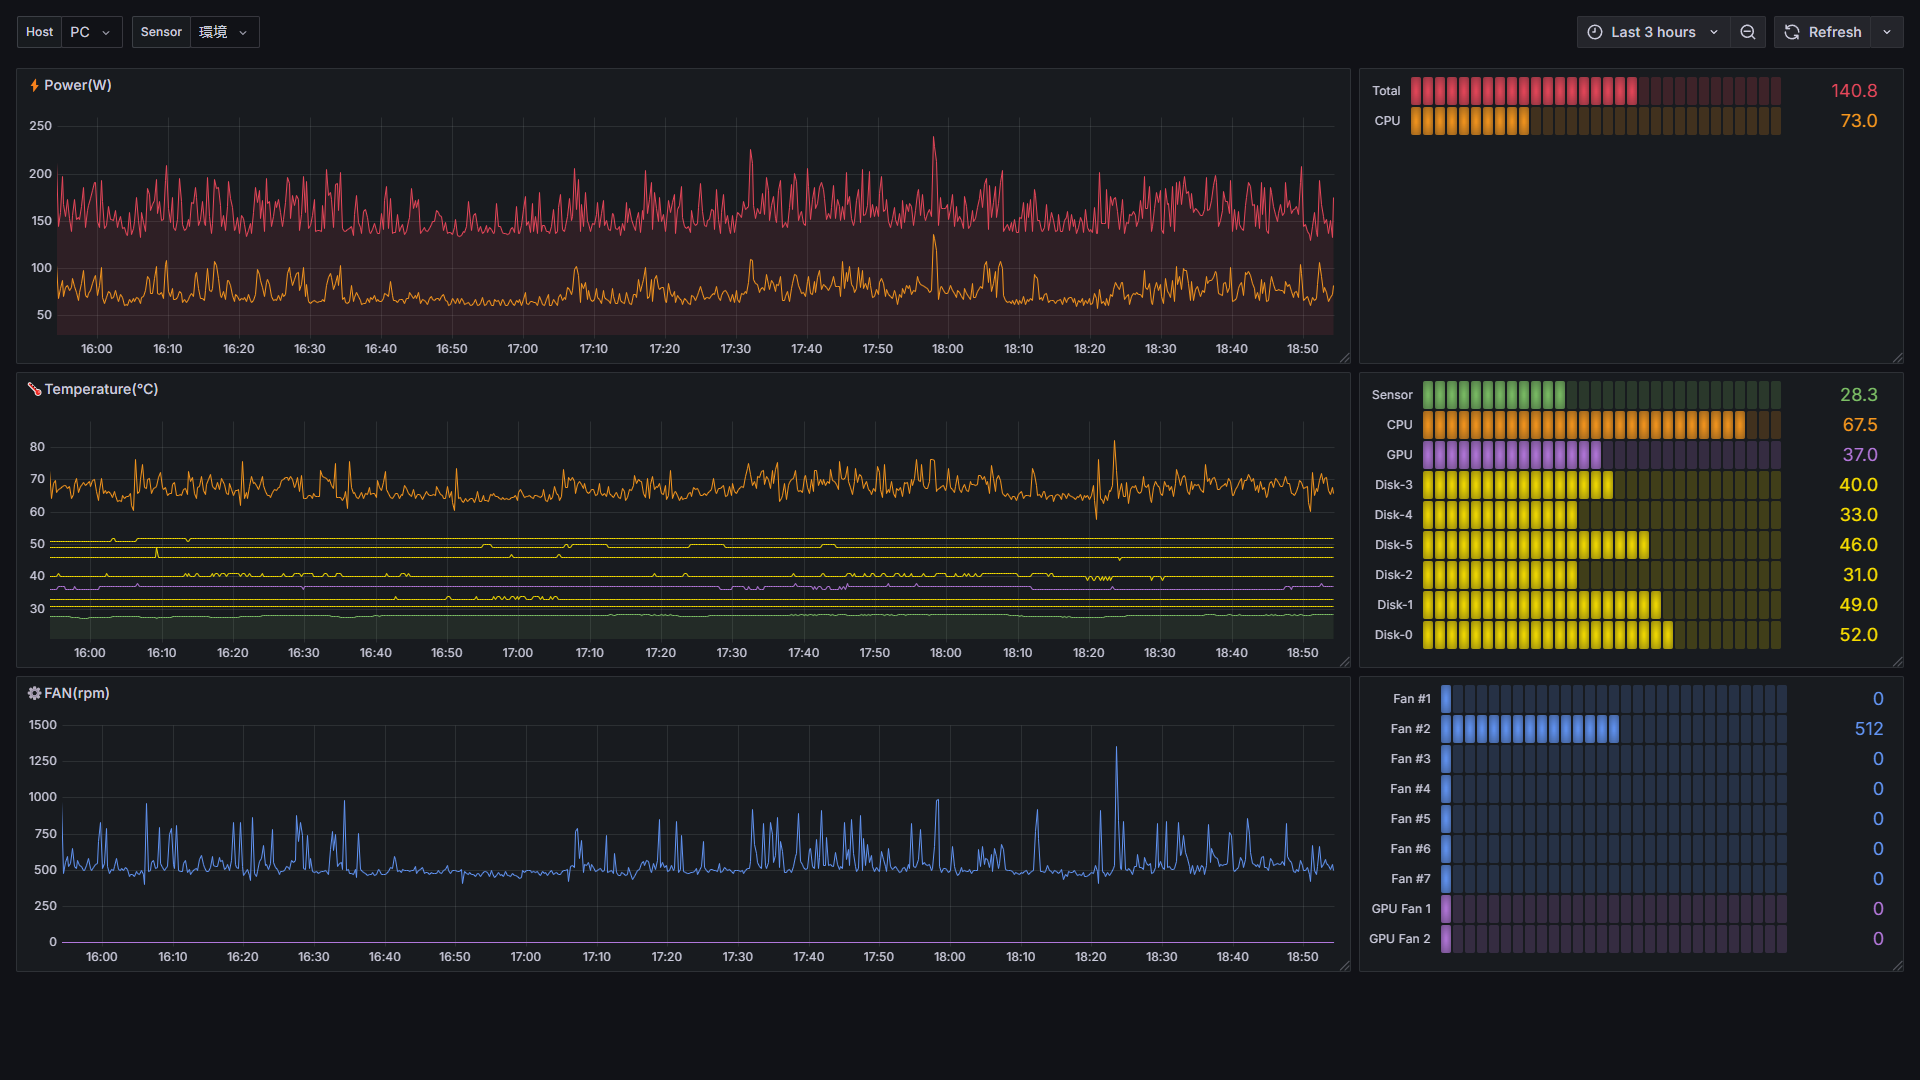 Host PC Sensor 環境 Last 3 hours Refresh
Power(W)
250
200
150
100
50
16:00 16:10 16:20 16:30 16:40 16:50 17:00 17:10 17:20 17:30 17:40 17:50 18:00 18:10 18:20 18:30 18:40 18:50
Total 140.8
CPU 73.0
Temperature(°C)
80
70
60
50
40
30
16:00 16:10 16:20 16:30 16:40 16:50 17:00 17:10 17:20 17:30 17:40 17:50 18:00 18:10 18:20 18:30 18:40 18:50
Sensor 28.3
CPU 67.5
GPU 37.0
Disk-3 40.0
Disk-4 33.0
Disk-5 46.0
Disk-2 31.0
Disk-1 49.0
Disk-0 52.0
FAN(rpm)
1500
1250
1000
750
500
250
0
16:00 16:10 16:20 16:30 16:40 16:50 17:00 17:10 17:20 17:30 17:40 17:50 18:00 18:10 18:20 18:30 18:40 18:50
Fan #1 0
Fan #2 512
Fan #3 0
Fan #4 0
Fan #5 0
Fan #6 0
Fan #7 0
GPU Fan 1 0
GPU Fan 2 0